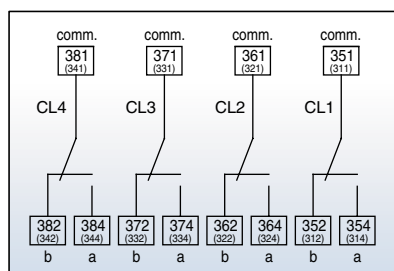 comm. comm. comm. comm.
381 371 361 351
(341) (331) (321) (311)
CL4 CL3 CL2 CL1
382 384 372 374 362 364 352 354
(342) (344) (332) (334) (322) (324) (312) (314)
b a b a b a b a